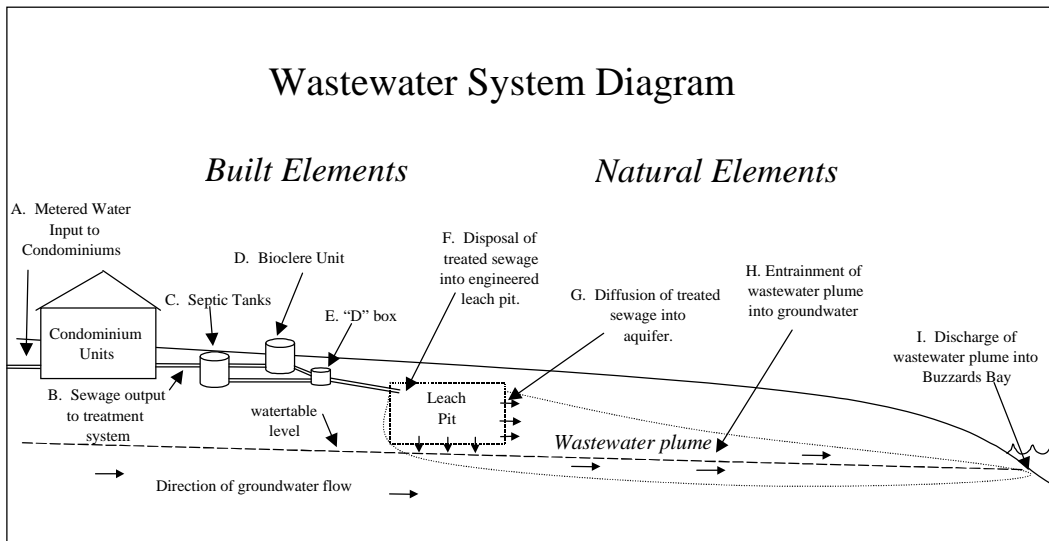 Wastewater System Diagram
Built Elements
Natural Elements
A. Metered Water
Input to
Condominiums
D. Bioclere Unit
C. Septic Tanks
E. “D” box
F. Disposal of
treated sewage
into engineered
leach pit.
G. Diffusion of treated
sewage into
aquifer.
H. Entrainment of
wastewater plume
into groundwater
I. Discharge of
wastewater plume into
Buzzards Bay
Condominium
Units
B. Sewage output
to treatment
system
watertable
level
Leach
Pit
Wastewater plume
Direction of groundwater flow